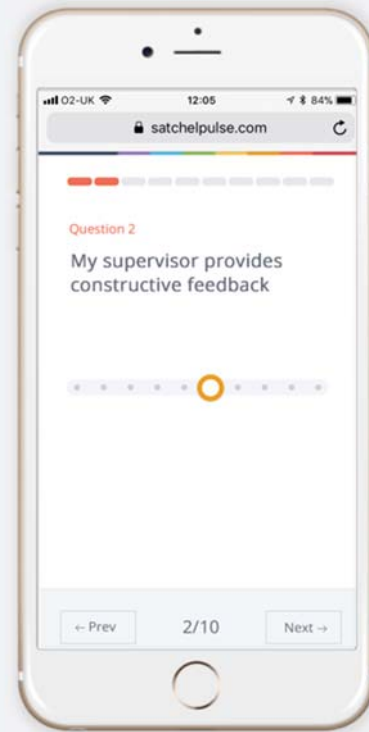 O2-UK 12:05 84%
satchelpulse.com
Question 2
My supervisor provides
constructive feedback
← Prev 2/10 Next →